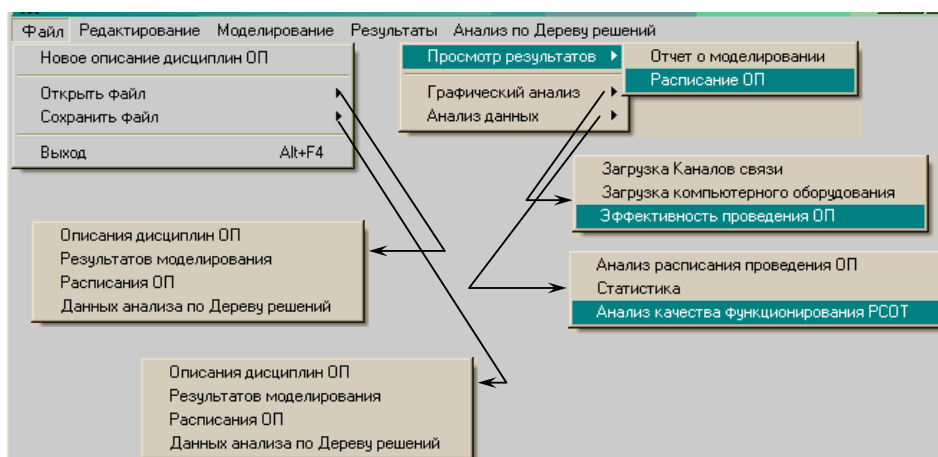 Файл Редактирование Моделирование Результаты Анализ по Дереву решений
Новое описание дисциплин ОП
Открыть файл
Сохранить файл
Выход Alt+F4
Просмотр результатов
Графический анализ
Анализ данных
Отчет о моделировании
Расписание ОП
Загрузка Каналов связи
Загрузка компьютерного оборудования
Эффективность проведения ОП
Описания дисциплин ОП
Результатов моделирования
Расписания ОП
Данных анализа по Дереву решений
Анализ расписания проведения ОП
Статистика
Анализ качества функционирования РСОТ
Описания дисциплин ОП
Результатов моделирования
Расписания ОП
Данных анализа по Дереву решений